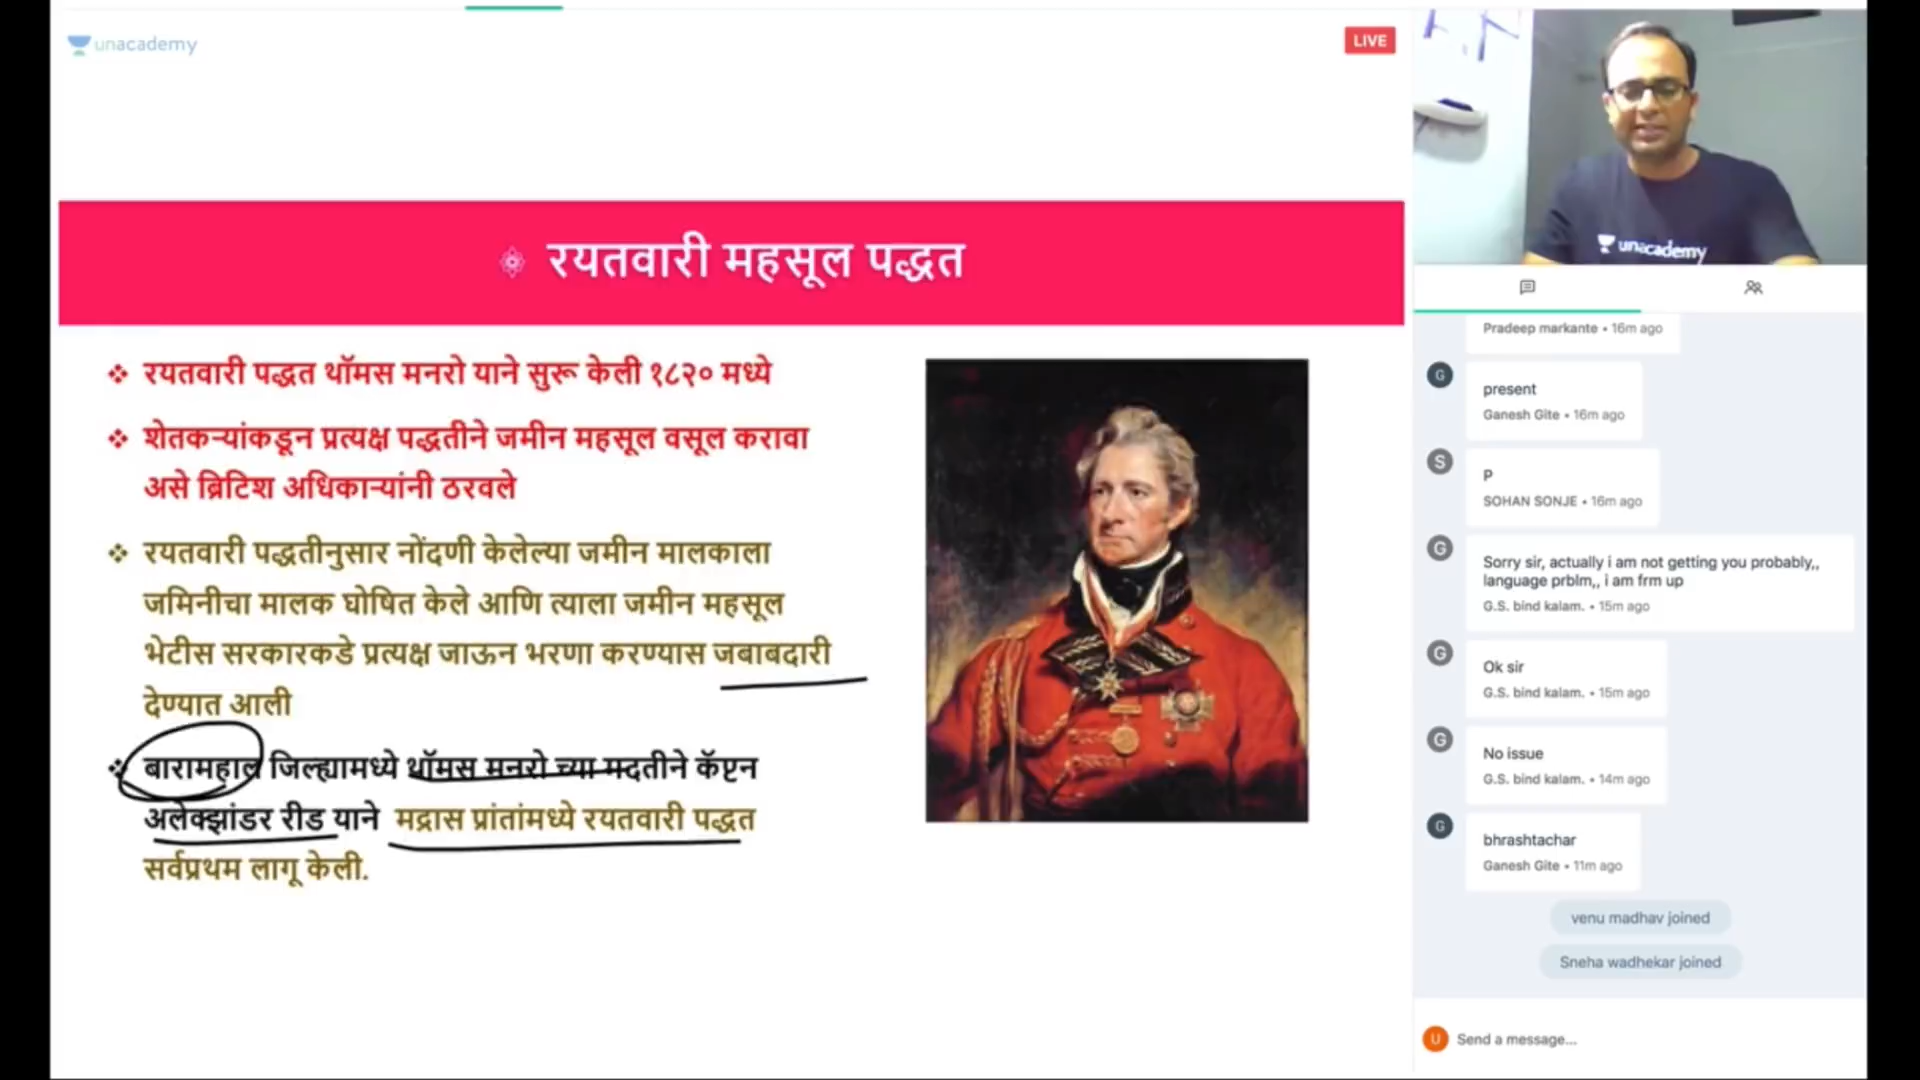 unacademy
LIVE
रयतवारी महसूल पद्धत
रयतवारी पद्धत थॉमस मनरो याने सुरू केली १८२० मध्ये
शेतकऱ्यांकडून प्रत्यक्ष पद्धतीने जमीन महसूल वसूल करावा
असे ब्रिटिश अधिकाऱ्यांनी ठरवले
रयतवारी पद्धतीनुसार नोंदणी केलेल्या जमीन मालकाला
जमिनीचा मालक घोषित केले आणि त्याला जमीन महसूल
भेटीस सरकारकडे प्रत्यक्ष जाऊन भरणा करण्यास जबाबदारी
देण्यात आली
बारामहाल जिल्ह्यामध्ये थॉमस मनरो च्या मदतीने कॅप्टन
अलेक्झांडर रीड याने मद्रास प्रांतांमध्ये रयतवारी पद्धत
सर्वप्रथम लागू केली.
unacademy
Pradeep markante • 16m ago
G
present
Ganesh Gite • 16m ago
S
P
SOHAN SONJE • 16m ago
G
Sorry sir, actually i am not getting you probably,,
language prblm,, i am frm up
G.S. bind kalam. • 15m ago
G
Ok sir
G.S. bind kalam. • 15m ago
G
No issue
G.S. bind kalam. • 14m ago
G
bhrashtachar
Ganesh Gite • 11m ago
venu madhav joined
Sneha wadhekar joined
U
Send a message...